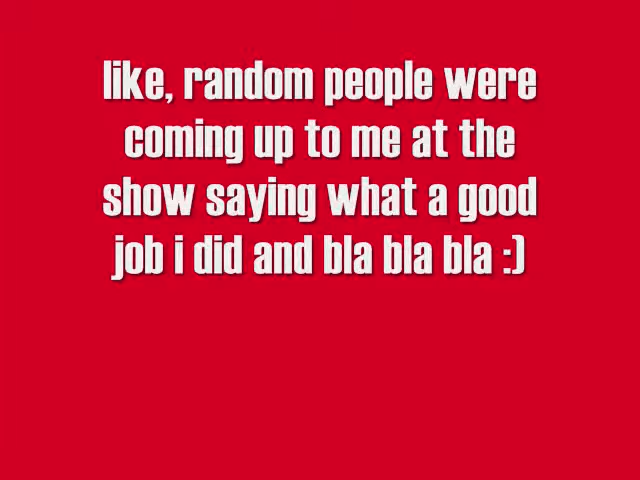 like, random people were
coming up to me at the
show saying what a good
job i did and bla bla bla :)